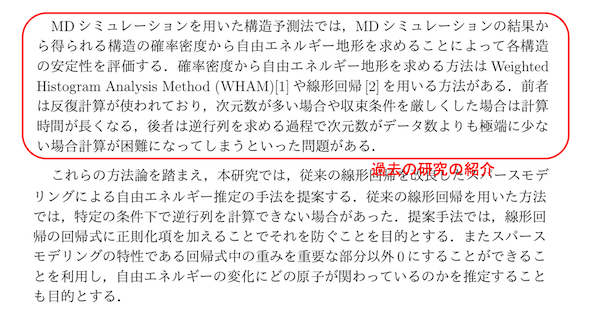 MD シミュレーションを用いた構造予測法では，MD シミュレーションの結果か
ら得られる構造の確率密度から自由エネルギー地形を求めることによって各構造
の安定性を評価する．確率密度から自由エネルギー地形を求める方法は Weighted
Histogram Analysis Method (WHAM)[1] や線形回帰 [2] を用いる方法がある．前者
は反復計算が使われており，次元数が多い場合や収束条件を厳しくした場合は計算
時間が長くなる，後者は逆行列を求める過程で次元数がデータ数よりも極端に少な
い場合計算が困難になってしまうといった問題がある．
過去の研究の紹介
これらの方法論を踏まえ，本研究では，従来の線形回帰を改良したスパースモデ
リングによる自由エネルギー推定の手法を提案する．従来の線形回帰を用いた方法
では，特定の条件下で逆行列を計算できない場合があった．提案手法では，線形回
帰の回帰式に正則化項を加えることでそれを防ぐことを目的とする．またスパース
モデリングの特性である回帰式中の重みを重要な部分以外 0 にすることができるこ
とを利用し，自由エネルギーの変化にどの原子が関わっているのかを推定すること
も目的とする．